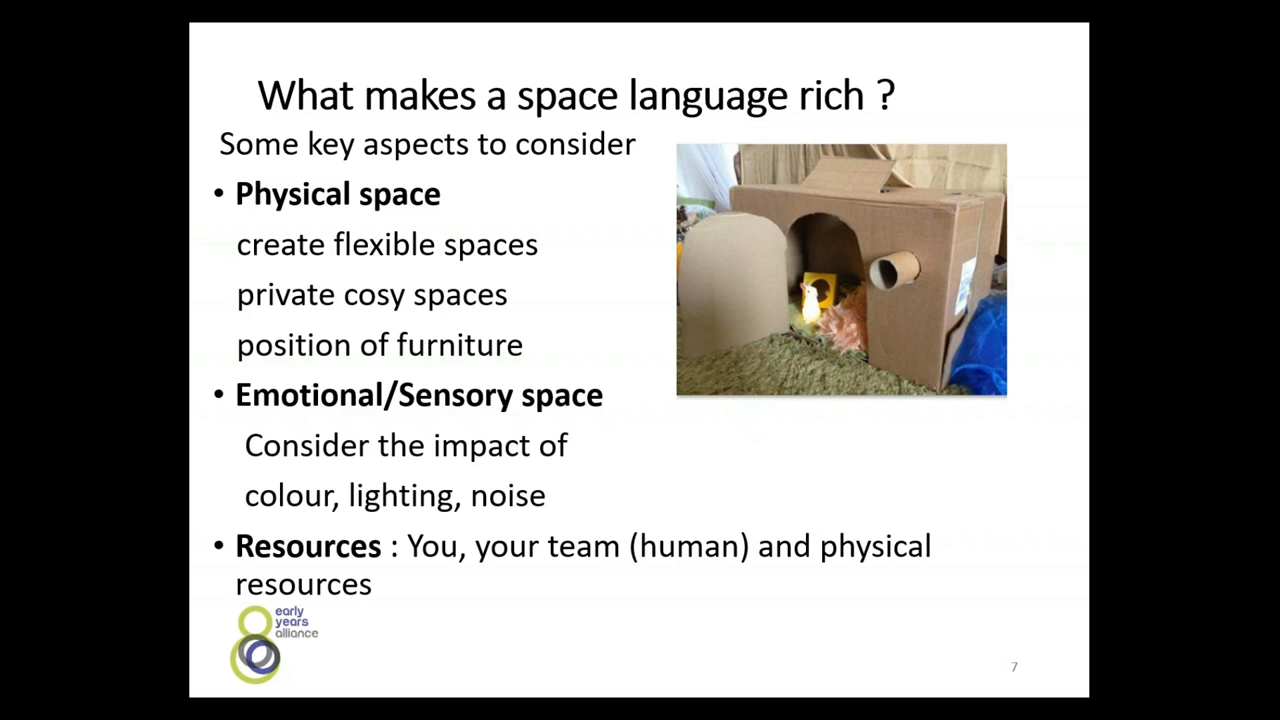 What makes a space language rich ?
Some key aspects to consider
• Physical space
create flexible spaces
private cosy spaces
position of furniture
• Emotional/Sensory space
Consider the impact of
colour, lighting, noise
• Resources : You, your team (human) and physical
resources
early
years
alliance
7